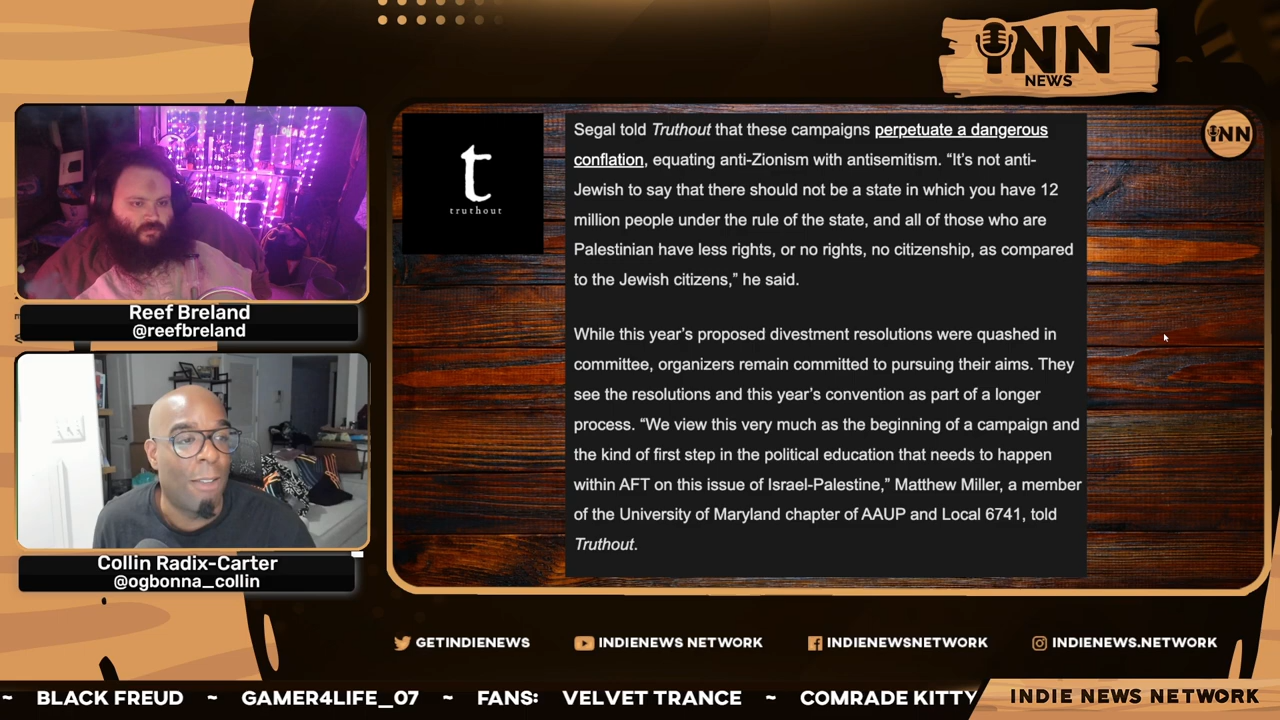 iNN
NEWS
iNN
t
truthout
Segal told Truthout that these campaigns perpetuate a dangerous
conflation, equating anti-Zionism with antisemitism. “It’s not anti-
Jewish to say that there should not be a state in which you have 12
million people under the rule of the state, and all of those who are
Palestinian have less rights, or no rights, no citizenship, as compared
to the Jewish citizens,” he said.
While this year’s proposed divestment resolutions were quashed in
committee, organizers remain committed to pursuing their aims. They
see the resolutions and this year’s convention as part of a longer
process. “We view this very much as the beginning of a campaign and
the kind of first step in the political education that needs to happen
within AFT on this issue of Israel-Palestine,” Matthew Miller, a member
of the University of Maryland chapter of AAUP and Local 6741, told
Truthout.
Reef Breland
@reefbreland
Collin Radix-Carter
@ogbonna_collin
GETINDIENEWS
INDIENEWS NETWORK
INDIENEWSNETWORK
INDIENEWS.NETWORK
~ BLACK FREUD ~ GAMER4LIFE_07 ~ FANS: VELVET TRANCE ~ COMRADE KITTY
INDIE NEWS NETWORK